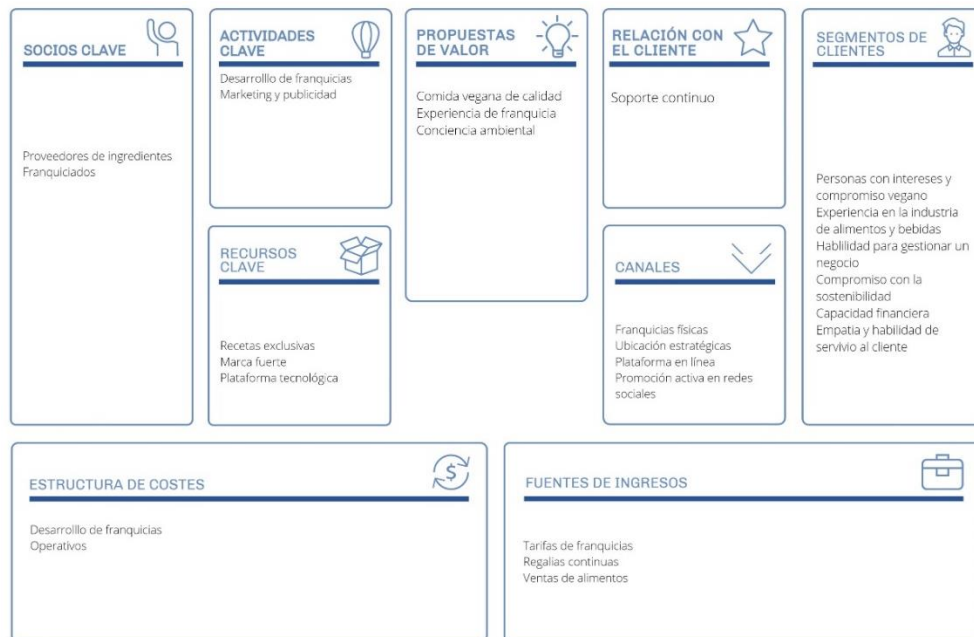 SOCIOS CLAVE
Proveedores de ingredientes
Franquiciados
ACTIVIDADES
CLAVE
Desarrolllo de franquicias
Marketing y publicidad
RECURSOS
CLAVE
Recetas exclusivas
Marca fuerte
Plataforma tecnológica
PROPUESTAS
DE VALOR
Comida vegana de calidad
Experiencia de franquicia
Conciencia ambiental
RELACIÓN CON
EL CLIENTE
Soporte continuo
CANALES
Franquicias físicas
Ubicación estratégicas
Plataforma en línea
Promoción activa en redes
sociales
SEGMENTOS DE
CLIENTES
Personas con intereses y
compromiso vegano
Experiencia en la industria
de alimentos y bebidas
Hablilidad para gestionar un
negocio
Compromiso con la
sostenibilidad
Capacidad financiera
Empatia y habilidad de
servivio al cliente
ESTRUCTURA DE COSTES
$
Desarrolllo de franquicias
Operativos
FUENTES DE INGRESOS
Tarifas de franquicias
Regalias continuas
Ventas de alimentos